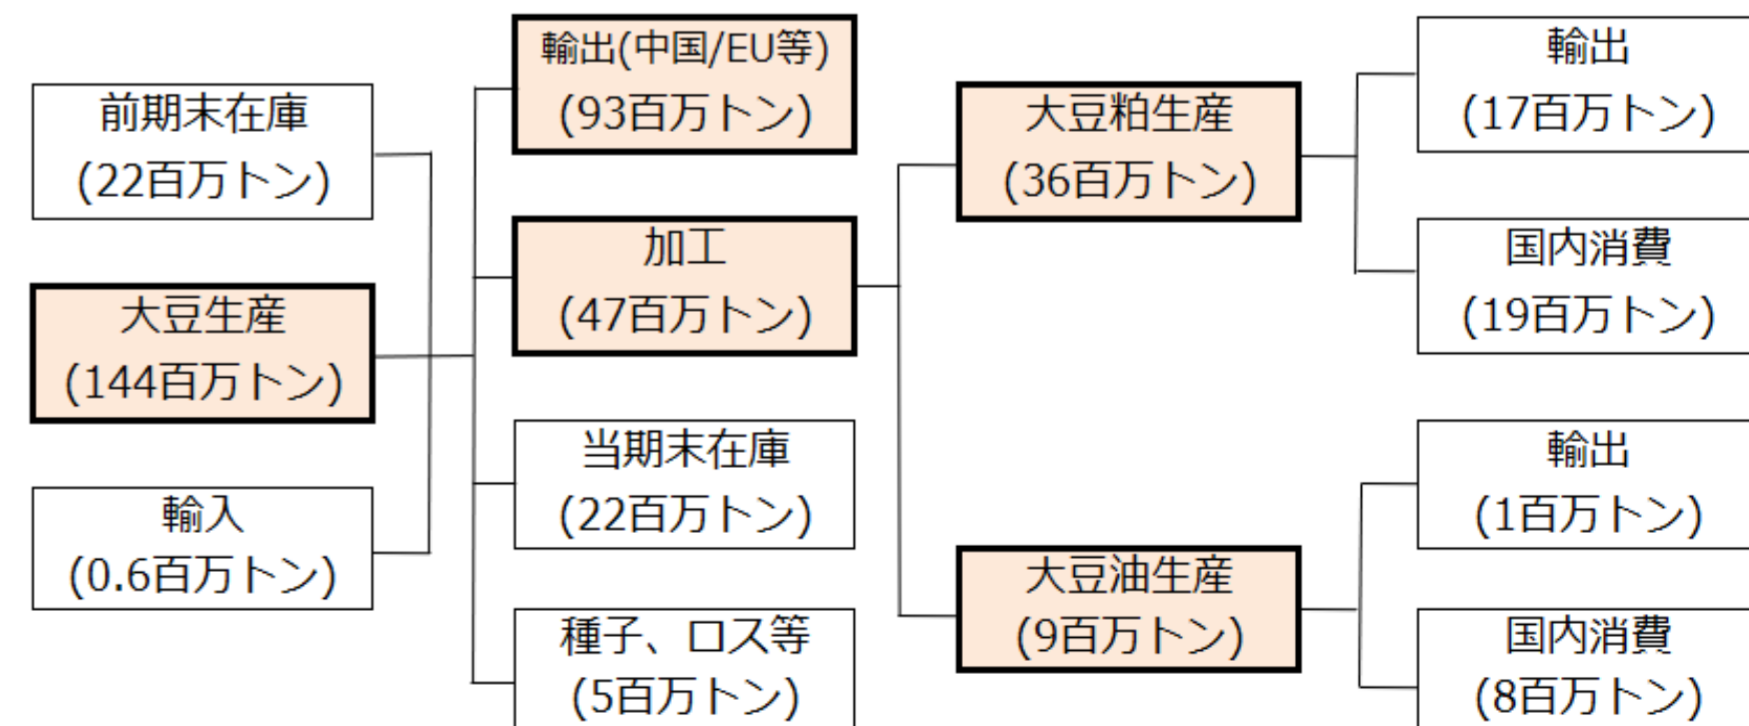 前期末在庫
(22百万トン)
大豆生産
(144百万トン)
輸入
(0.6百万トン)
輸出(中国/EU等)
(93百万トン)
加工
(47百万トン)
当期末在庫
(22百万トン)
種子、ロス等
(5百万トン)
大豆粕生産
(36百万トン)
大豆油生産
(9百万トン)
輸出
(17百万トン)
国内消費
(19百万トン)
輸出
(1百万トン)
国内消費
(8百万トン)